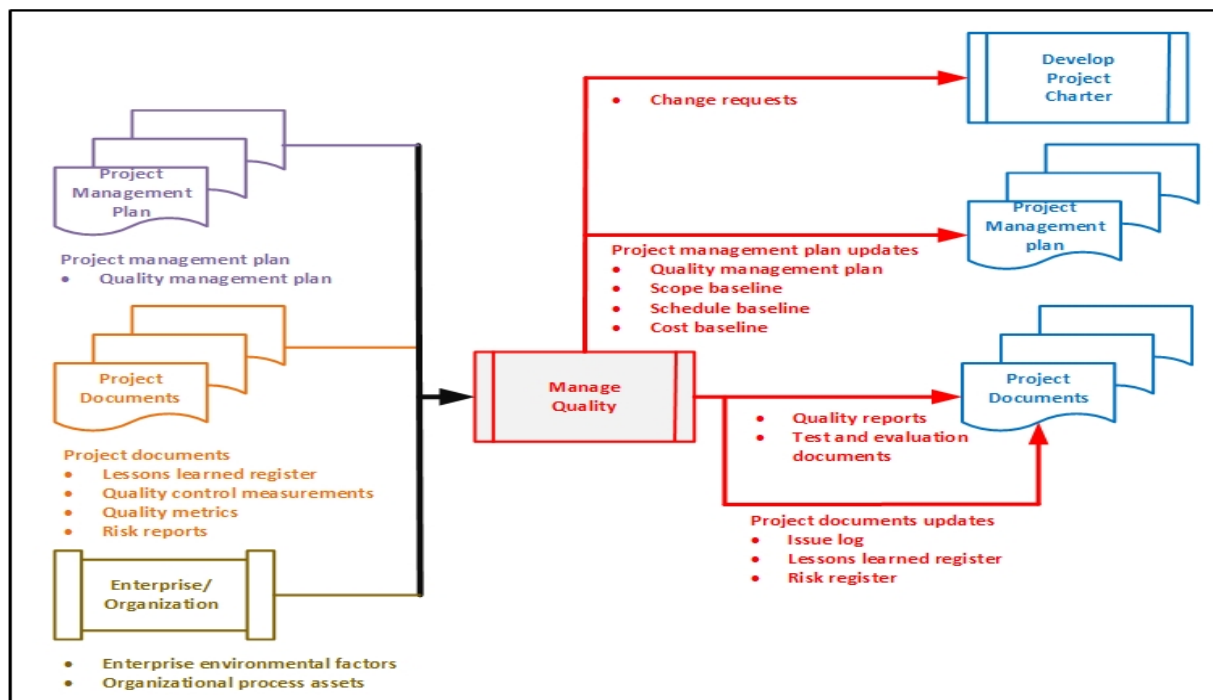 Project
Management
Plan
Project management plan
• Quality management plan
Project
Documents
Project documents
• Lessons learned register
• Quality control measurements
• Quality metrics
• Risk reports
Enterprise/
Organization
• Enterprise environmental factors
• Organizational process assets
Manage
Quality
• Change requests
Develop
Project
Charter
Project management plan updates
• Quality management plan
• Scope baseline
• Schedule baseline
• Cost baseline
Project
Management
plan
• Quality reports
• Test and evaluation
documents
Project
Documents
Project documents updates
• Issue log
• Lessons learned register
• Risk register